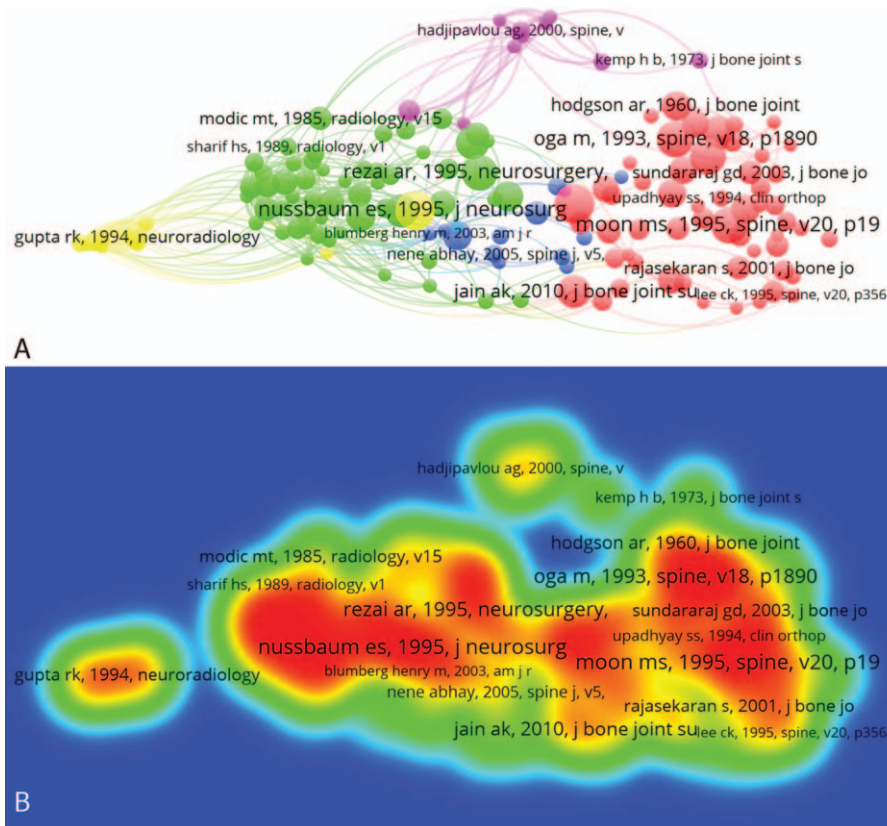 hadjipavlou ag, 2000, spine, v
kemp h b, 1973, j bone joint s
hodgson ar, 1960, j bone joint
modic mt, 1985, radiology, v15
oga m, 1993, spine, v18, p1890
sharif hs, 1989, radiology, v1
rezai ar, 1995, neurosurgery,
sundararaj gd, 2003, j bone jo
upadhyay ss, 1994, clin orthop
nussbaum es, 1995, j neurosurg
moon ms, 1995, spine, v20, p19
gupta rk, 1994, neuroradiology
blumberg henry m, 2003, am j r
nene abhay, 2005, spine j, v5,
rajasekaran s, 2001, j bone jo
jain ak, 2010, j bone joint su
lee ck, 1995, spine, v20, p356
A
hadjipavlou ag, 2000, spine, v
kemp h b, 1973, j bone joint s
hodgson ar, 1960, j bone joint
modic mt, 1985, radiology, v15
oga m, 1993, spine, v18, p1890
sharif hs, 1989, radiology, v1
rezai ar, 1995, neurosurgery,
sundararaj gd, 2003, j bone jo
upadhyay ss, 1994, clin orthop
nussbaum es, 1995, j neurosurg
moon ms, 1995, spine, v20, p19
gupta rk, 1994, neuroradiology
blumberg henry m, 2003, am j r
nene abhay, 2005, spine j, v5,
rajasekaran s, 2001, j bone jo
jain ak, 2010, j bone joint su
lee ck, 1995, spine, v20, p356
B